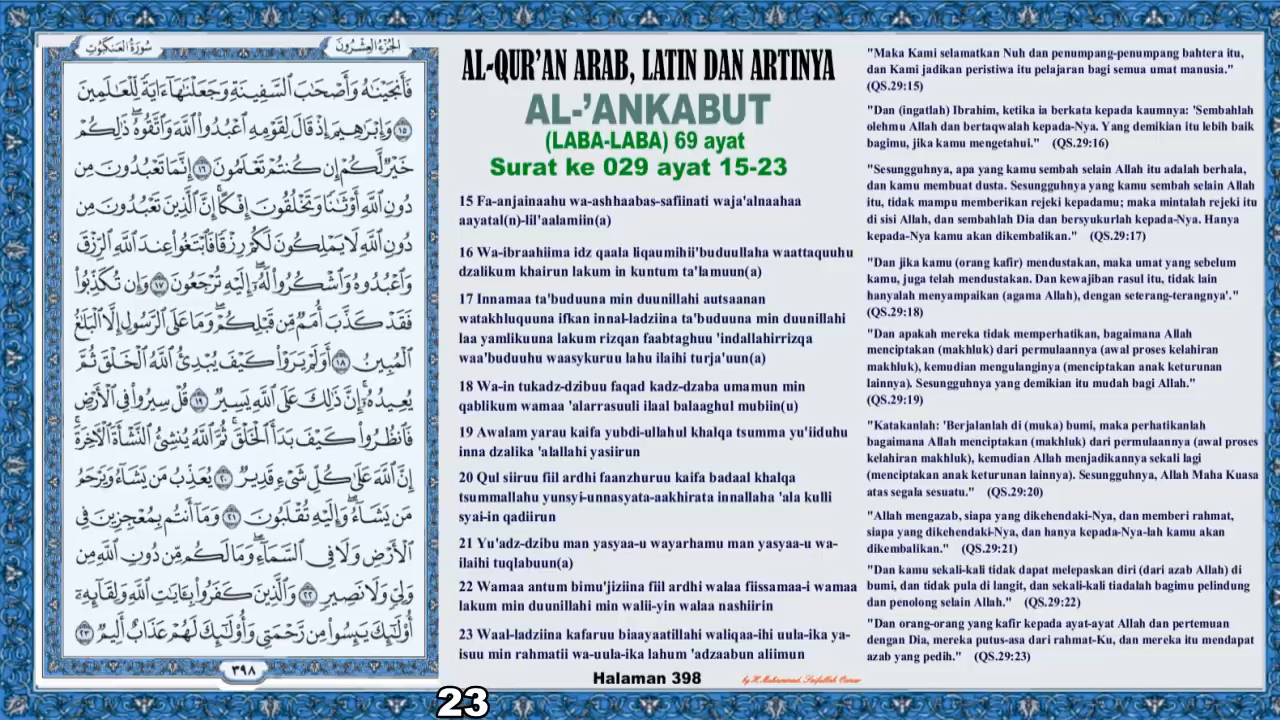 سُورَةُ العَنكَبُوتِ
الجُزْءُ العِشْرُونَ
فَأَنجَيْنَٰهُ وَأَصْحَٰبَ ٱلسَّفِينَةِ وَجَعَلْنَٰهَآ ءَايَةً لِّلْعَٰلَمِينَ
١٥ وَإِبْرَٰهِيمَ إِذْ قَالَ لِقَوْمِهِ ٱعْبُدُوا۟ ٱللَّهَ وَٱتَّقُوهُ ۖ ذَٰلِكُمْ
خَيْرٌ لَّكُمْ إِن كُنتُمْ تَعْلَمُونَ ١٦ إِنَّمَا تَعْبُدُونَ مِن
دُونِ ٱللَّهِ أَوْثَٰنًا وَتَخْلُقُونَ إِفْكًا ۚ إِنَّ ٱلَّذِينَ تَعْبُدُونَ مِن
دُونِ ٱللَّهِ لَا يَمْلِكُونَ لَكُمْ رِزْقًا فَٱبْتَغُوا۟ عِندَ ٱللَّهِ ٱلرِّزْقَ
وَٱعْبُدُوهُ وَٱشْكُرُوا۟ لَهُۥٓ ۖ إِلَيْهِ تُرْجَعُونَ ١٧ وَإِن تُكَذِّبُوا۟
فَقَدْ كَذَّبَ أُمَمٌ مِّن قَبْلِكُمْ ۖ وَمَا عَلَى ٱلرَّسُولِ إِلَّا ٱلْبَلَٰغُ
ٱلْمُبِينُ ١٨ أَوَلَمْ يَرَوْا۟ كَيْفَ يُبْدِئُ ٱللَّهُ ٱلْخَلْقَ ثُمَّ
يُعِيدُهُۥٓ ۚ إِنَّ ذَٰلِكَ عَلَى ٱللَّهِ يَسِيرٌ ١٩ قُلْ سِيرُوا۟ فِى ٱلْأَرْضِ
فَٱنظُرُوا۟ كَيْفَ بَدَأَ ٱلْخَلْقَ ۚ ثُمَّ ٱللَّهُ يُنشِئُ ٱلنَّشْأَةَ ٱلْءَاخِرَةَ ۚ
إِنَّ ٱللَّهَ عَلَىٰ كُلِّ شَىْءٍ قَدِيرٌ ٢٠ يُعَذِّبُ مَن يَشَآءُ وَيَرْحَمُ
مَن يَشَآءُ ۖ وَإِلَيْهِ تُقْلَبُونَ ٢١ وَمَآ أَنتُم بِمُعْجِزِينَ فِى
ٱلْأَرْضِ وَلَا فِى ٱلسَّمَآءِ ۖ وَمَا لَكُم مِّن دُونِ ٱللَّهِ مِن
وَلِىٍّ وَلَا نَصِيرٍ ٢٢ وَٱلَّذِينَ كَفَرُوا۟ بِـَٔايَٰتِ ٱللَّهِ وَلِقَآئِهِۦٓ
أُو۟لَٰٓئِكَ يَئِسُوا۟ مِن رَّحْمَتِى وَأُو۟لَٰٓئِكَ لَهُمْ عَذَابٌ أَلِيمٌ ٢٣
٣٩٨
AL-QUR'AN ARAB, LATIN DAN ARTINYA
AL-'ANKABUT
(LABA-LABA) 69 ayat
Surat ke 029 ayat 15-23
15 Fa-anjainaahu wa-ashhaabas-safiinati waja'alnaahaa
aayatal(n)-lil'aalamiin(a)
16 Wa-ibraahiima idz qaala liqaumihii'buduullaha waattaquuhu
dzalikum khairun lakum in kuntum ta'lamuun(a)
17 Innamaa ta'buduuna min duunillahi autsaanan
watakhluquuna ifkan innal-ladziina ta'buduuna min duunillahi
laa yamlikuuna lakum rizqan faabtaghuu 'indallahirrizqa
waa'buduuhu waasykuruu lahu ilaihi turja'uun(a)
18 Wa-in tukadz-dzibuu faqad kadz-dzaba umamun min
qablikum wamaa 'alarrasuuli ilaal balaaghul mubiin(u)
19 Awalam yarau kaifa yubdi-ullahul khalqa tsumma yu'iiduhu
inna dzalika 'alallahi yasiirun
20 Qul siiruu fiil ardhi faanzhuruu kaifa badaal khalqa
tsummallahu yunsyi-unnasyata-aakhirata innallaha 'ala kulli
syai-in qadiirun
21 Yu'adz-dzibu man yasyaa-u wayarhamu man yasyaa-u wa-
ilaihi tuqlabuun(a)
22 Wamaa antum bimu'jiziina fiil ardhi walaa fiissamaa-i wamaa
lakum min duunillahi min walii-yin walaa nashiirin
23 Waal-ladziina kafaruu biaayaatillahi waliqaa-ihi uula-ika ya-
isuu min rahmatii wa-uula-ika lahum 'adzaabun aliimun
Halaman 398
by H. Muhammad. Saifullah Oumar
"Maka Kami selamatkan Nuh dan penumpang-penumpang bahtera itu,
dan Kami jadikan peristiwa itu pelajaran bagi semua umat manusia."
(QS.29:15)
"Dan (ingatlah) Ibrahim, ketika ia berkata kepada kaumnya: 'Sembahlah
olehmu Allah dan bertaqwalah kepada-Nya. Yang demikian itu lebih baik
bagimu, jika kamu mengetahui." (QS.29:16)
"Sesungguhnya, apa yang kamu sembah selain Allah itu adalah berhala,
dan kamu membuat dusta. Sesungguhnya yang kamu sembah selain Allah
itu, tidak mampu memberikan rejeki kepadamu; maka mintalah rejeki itu
di sisi Allah, dan sembahlah Dia dan bersyukurlah kepada-Nya. Hanya
kepada-Nya kamu akan dikembalikan." (QS.29:17)
"Dan jika kamu (orang kafir) mendustakan, maka umat yang sebelum
kamu, juga telah mendustakan. Dan kewajiban rasul itu, tidak lain
hanyalah menyampaikan (agama Allah), dengan seterang-terangnya'."
(QS.29:18)
"Dan apakah mereka tidak memperhatikan, bagaimana Allah
menciptakan (makhluk) dari permulaannya (awal proses kelahiran
makhluk), kemudian mengulanginya (menciptakan anak keturunan
lainnya). Sesungguhnya yang demikian itu mudah bagi Allah."
(QS.29:19)
"Katakanlah: 'Berjalanlah di (muka) bumi, maka perhatikanlah
bagaimana Allah menciptakan (makhluk) dari permulaannya (awal proses
kelahiran makhluk), kemudian Allah menjadikannya sekali lagi
(menciptakan anak keturunan lainnya). Sesungguhnya, Allah Maha Kuasa
atas segala sesuatu." (QS.29:20)
"Allah mengazab, siapa yang dikehendaki-Nya, dan memberi rahmat,
siapa yang dikehendaki-Nya, dan hanya kepada-Nya-lah kamu akan
dikembalikan." (QS.29:21)
"Dan kamu sekali-kali tidak dapat melepaskan diri (dari azab Allah) di
bumi, dan tidak pula di langit, dan sekali-kali tiadalah bagimu pelindung
dan penolong selain Allah." (QS.29:22)
"Dan orang-orang yang kafir kepada ayat-ayat Allah dan pertemuan
dengan Dia, mereka putus-asa dari rahmat-Ku, dan mereka itu mendapat
azab yang pedih." (QS.29:23)
23